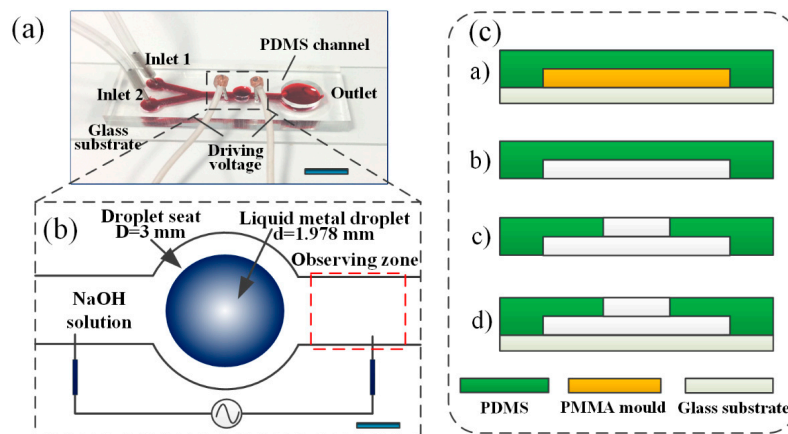 (a)
Inlet 1
PDMS channel
Inlet 2
Outlet
Glass
substrate
Driving
voltage
(b)
Droplet seat
D=3 mm
Liquid metal droplet
d=1.978 mm
Observing zone
NaOH
solution
(c)
a)
b)
c)
d)
PDMS
PMMA mould
Glass substrate